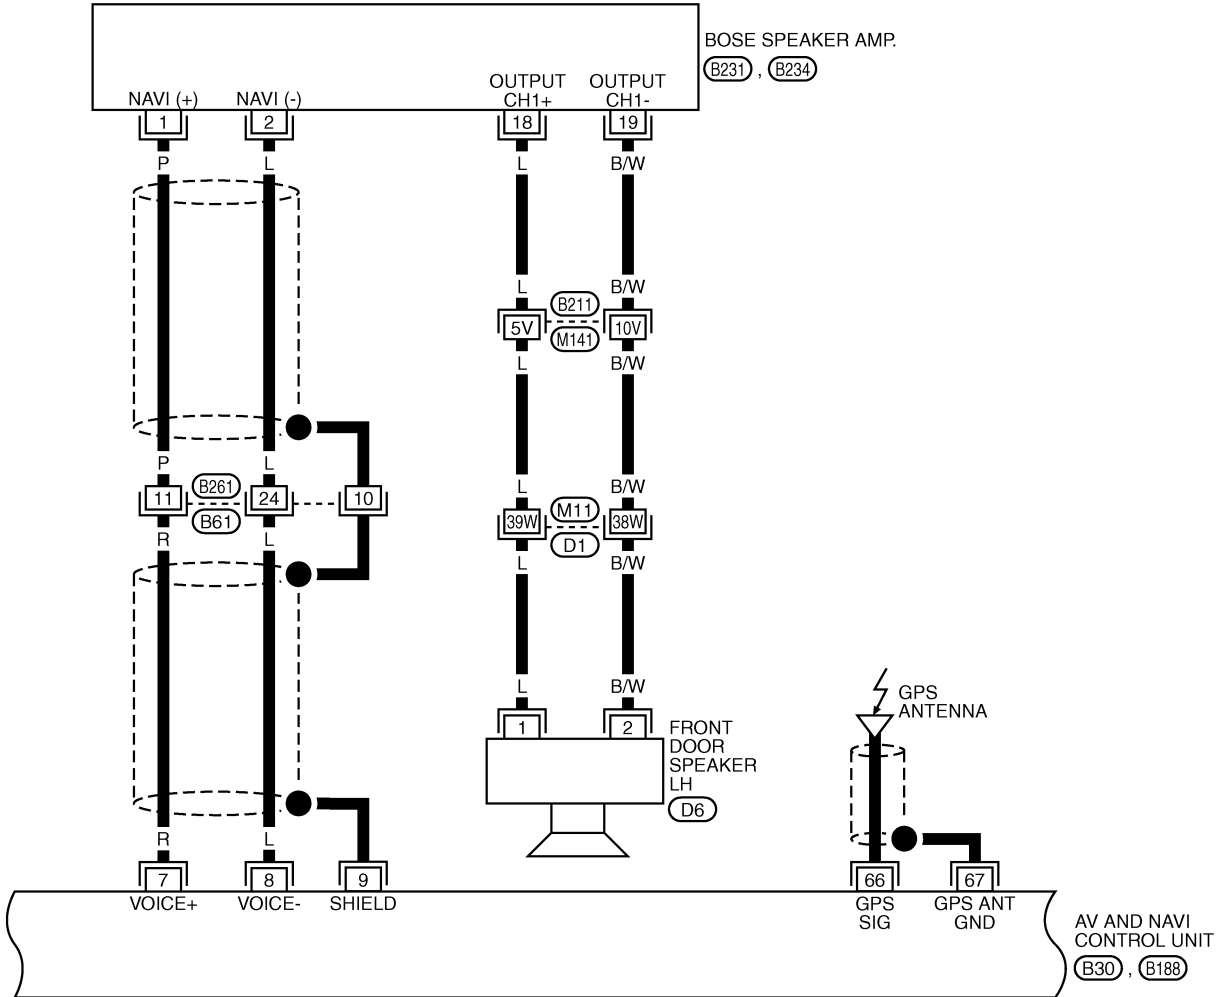 BOSE SPEAKER AMP.
B231 , B234
OUTPUT OUTPUT
NAVI (+) NAVI (-) CH1+ CH1-
1 2 18 19
P L L B/W
L B/W
B211
5V 10V
M141
L B/W
P L
B261
L B/W
11 24 10
M11
B61
39W 38W
R L
D1
L B/W
L B/W
GPS
ANTENNA
1 2
FRONT
DOOR
SPEAKER
LH
D6
R L
7 8 9 66 67
VOICE+ VOICE- SHIELD GPS GPS ANT
SIG GND
AV AND NAVI
CONTROL UNIT
B30 , B188